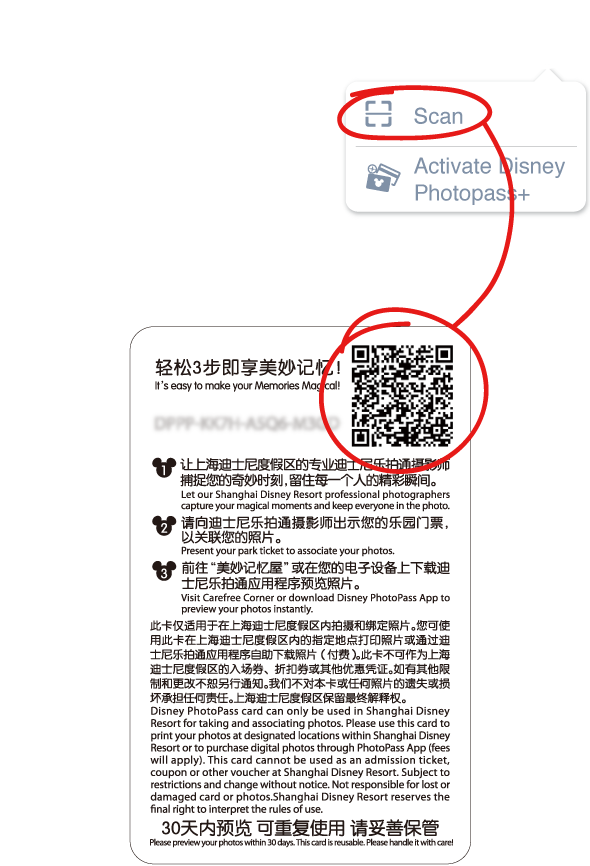 Scan
Activate Disney
Photopass+
轻松3步即享美妙记忆!
It's easy to make your Memories Magical!
1
让上海迪士尼度假区的专业迪士尼乐拍通摄影师
捕捉您的奇妙时刻,留住每一个人的精彩瞬间。
Let our Shanghai Disney Resort professional photographers
capture your magical moments and keep everyone in the photo.
2
请向迪士尼乐拍通摄影师出示您的乐园门票,
以关联您的照片。
Present your park ticket to associate your photos.
3
前往“美妙记忆屋”或在您的电子设备上下载迪
士尼乐拍通应用程序预览照片。
Visit Carefree Corner or download Disney PhotoPass App to
preview your photos instantly.
此卡仅适用于在上海迪士尼度假区内拍摄和绑定照片。您可使
用此卡在上海迪士尼度假区内的指定地点打印照片或通过迪
士尼乐拍通应用程序自助下载照片(付费)。此卡不可作为上海
迪士尼度假区的入场券、折扣券或其他优惠凭证。如有其他限
制和更改不恕另行通知。我们不对本卡或任何照片的遗失或损
坏承担任何责任。上海迪士尼度假区保留最终解释权。
Disney PhotoPass card can only be used in Shanghai Disney
Resort for taking and associating photos. Please use this card to
print your photos at designated locations within Shanghai Disney
Resort or to purchase digital photos through PhotoPass App (fees
will apply). This card cannot be used as an admission ticket,
coupon or other voucher at Shanghai Disney Resort. Subject to
restrictions and change without notice. Not responsible for lost or
damaged card or photos.Shanghai Disney Resort reserves the
final right to interpret the rules of use.
30天内预览 可重复使用 请妥善保管
Please preview your photos within 30 days. This card is reusable. Please handle it with care!